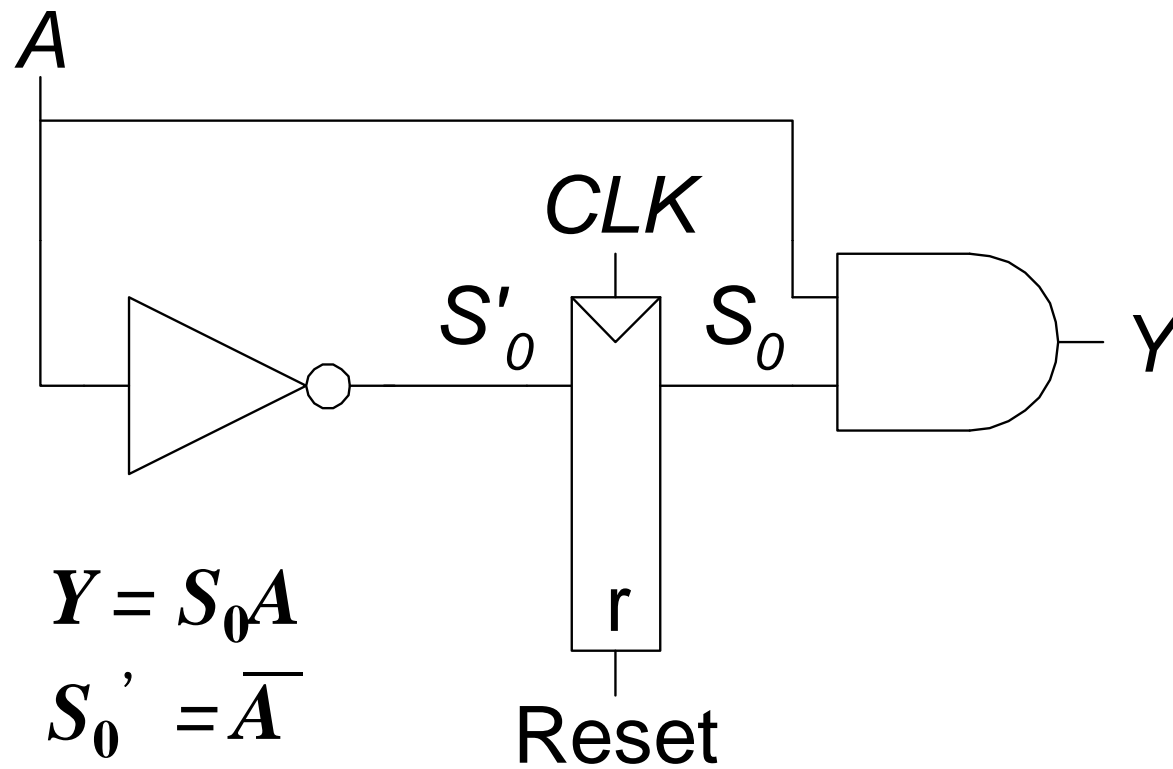 A
CLK
S'₀
S₀
Y
r
Reset
Y = S₀A
S₀’ = A̅